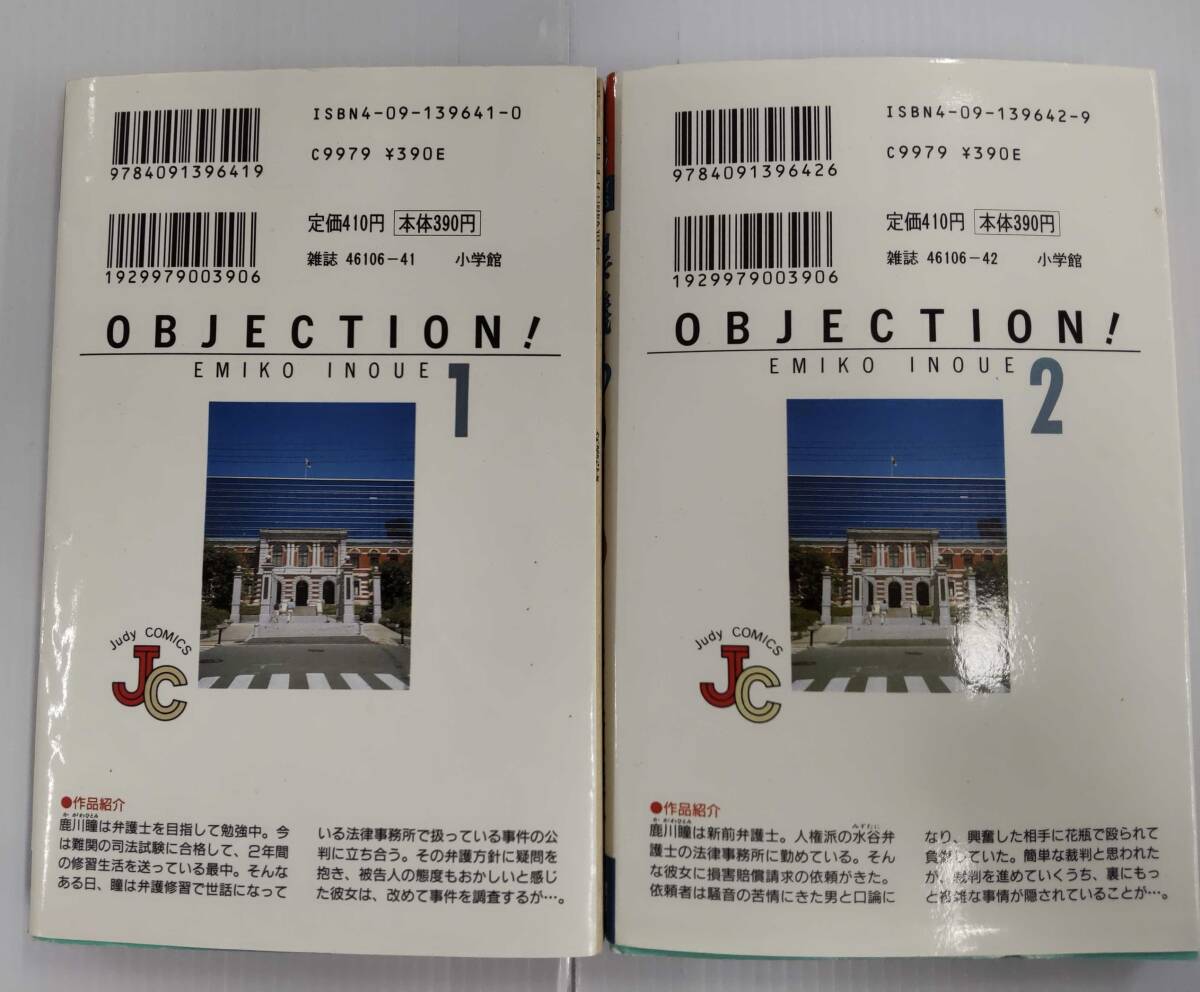 ISBN4-09-139641-0
C9979 ¥390E
9784091396419
定価410円 本体390円
1929979003906
雑誌 46106-41 小学館
OBJECTION!
EMIKO INOUE
1
Judy COMICS
JC
●作品紹介
か がわひとみ
鹿川瞳は弁護士を目指して勉強中。今
は難関の司法試験に合格して、2年間
の修習生活を送っている最中。そんな
ある日、瞳は弁護修習で世話になって
いる法律事務所で扱っている事件の公
判に立ち合う。その弁護方針に疑問を
抱き、被告人の態度もおかしいと感じ
た彼女は、改めて事件を調査するが…。
ISBN4-09-139642-9
C9979 ¥390E
9784091396426
定価410円 本体390円
1929979003906
雑誌 46106-42 小学館
OBJECTION!
EMIKO INOUE
2
Judy COMICS
JC
●作品紹介
か がわひとみ
みずたに
鹿川瞳は新前弁護士。人権派の水谷弁
護士の法律事務所に勤めている。そん
な彼女に損害賠償請求の依頼がきた。
依頼者は騒音の苦情にきた男と口論に
なり、興奮した相手に花瓶で殴られて
負傷していた。簡単な裁判と思われた
が、裁判を進めていくうち、裏にもっ
と複雑な事情が隠されていることが…。